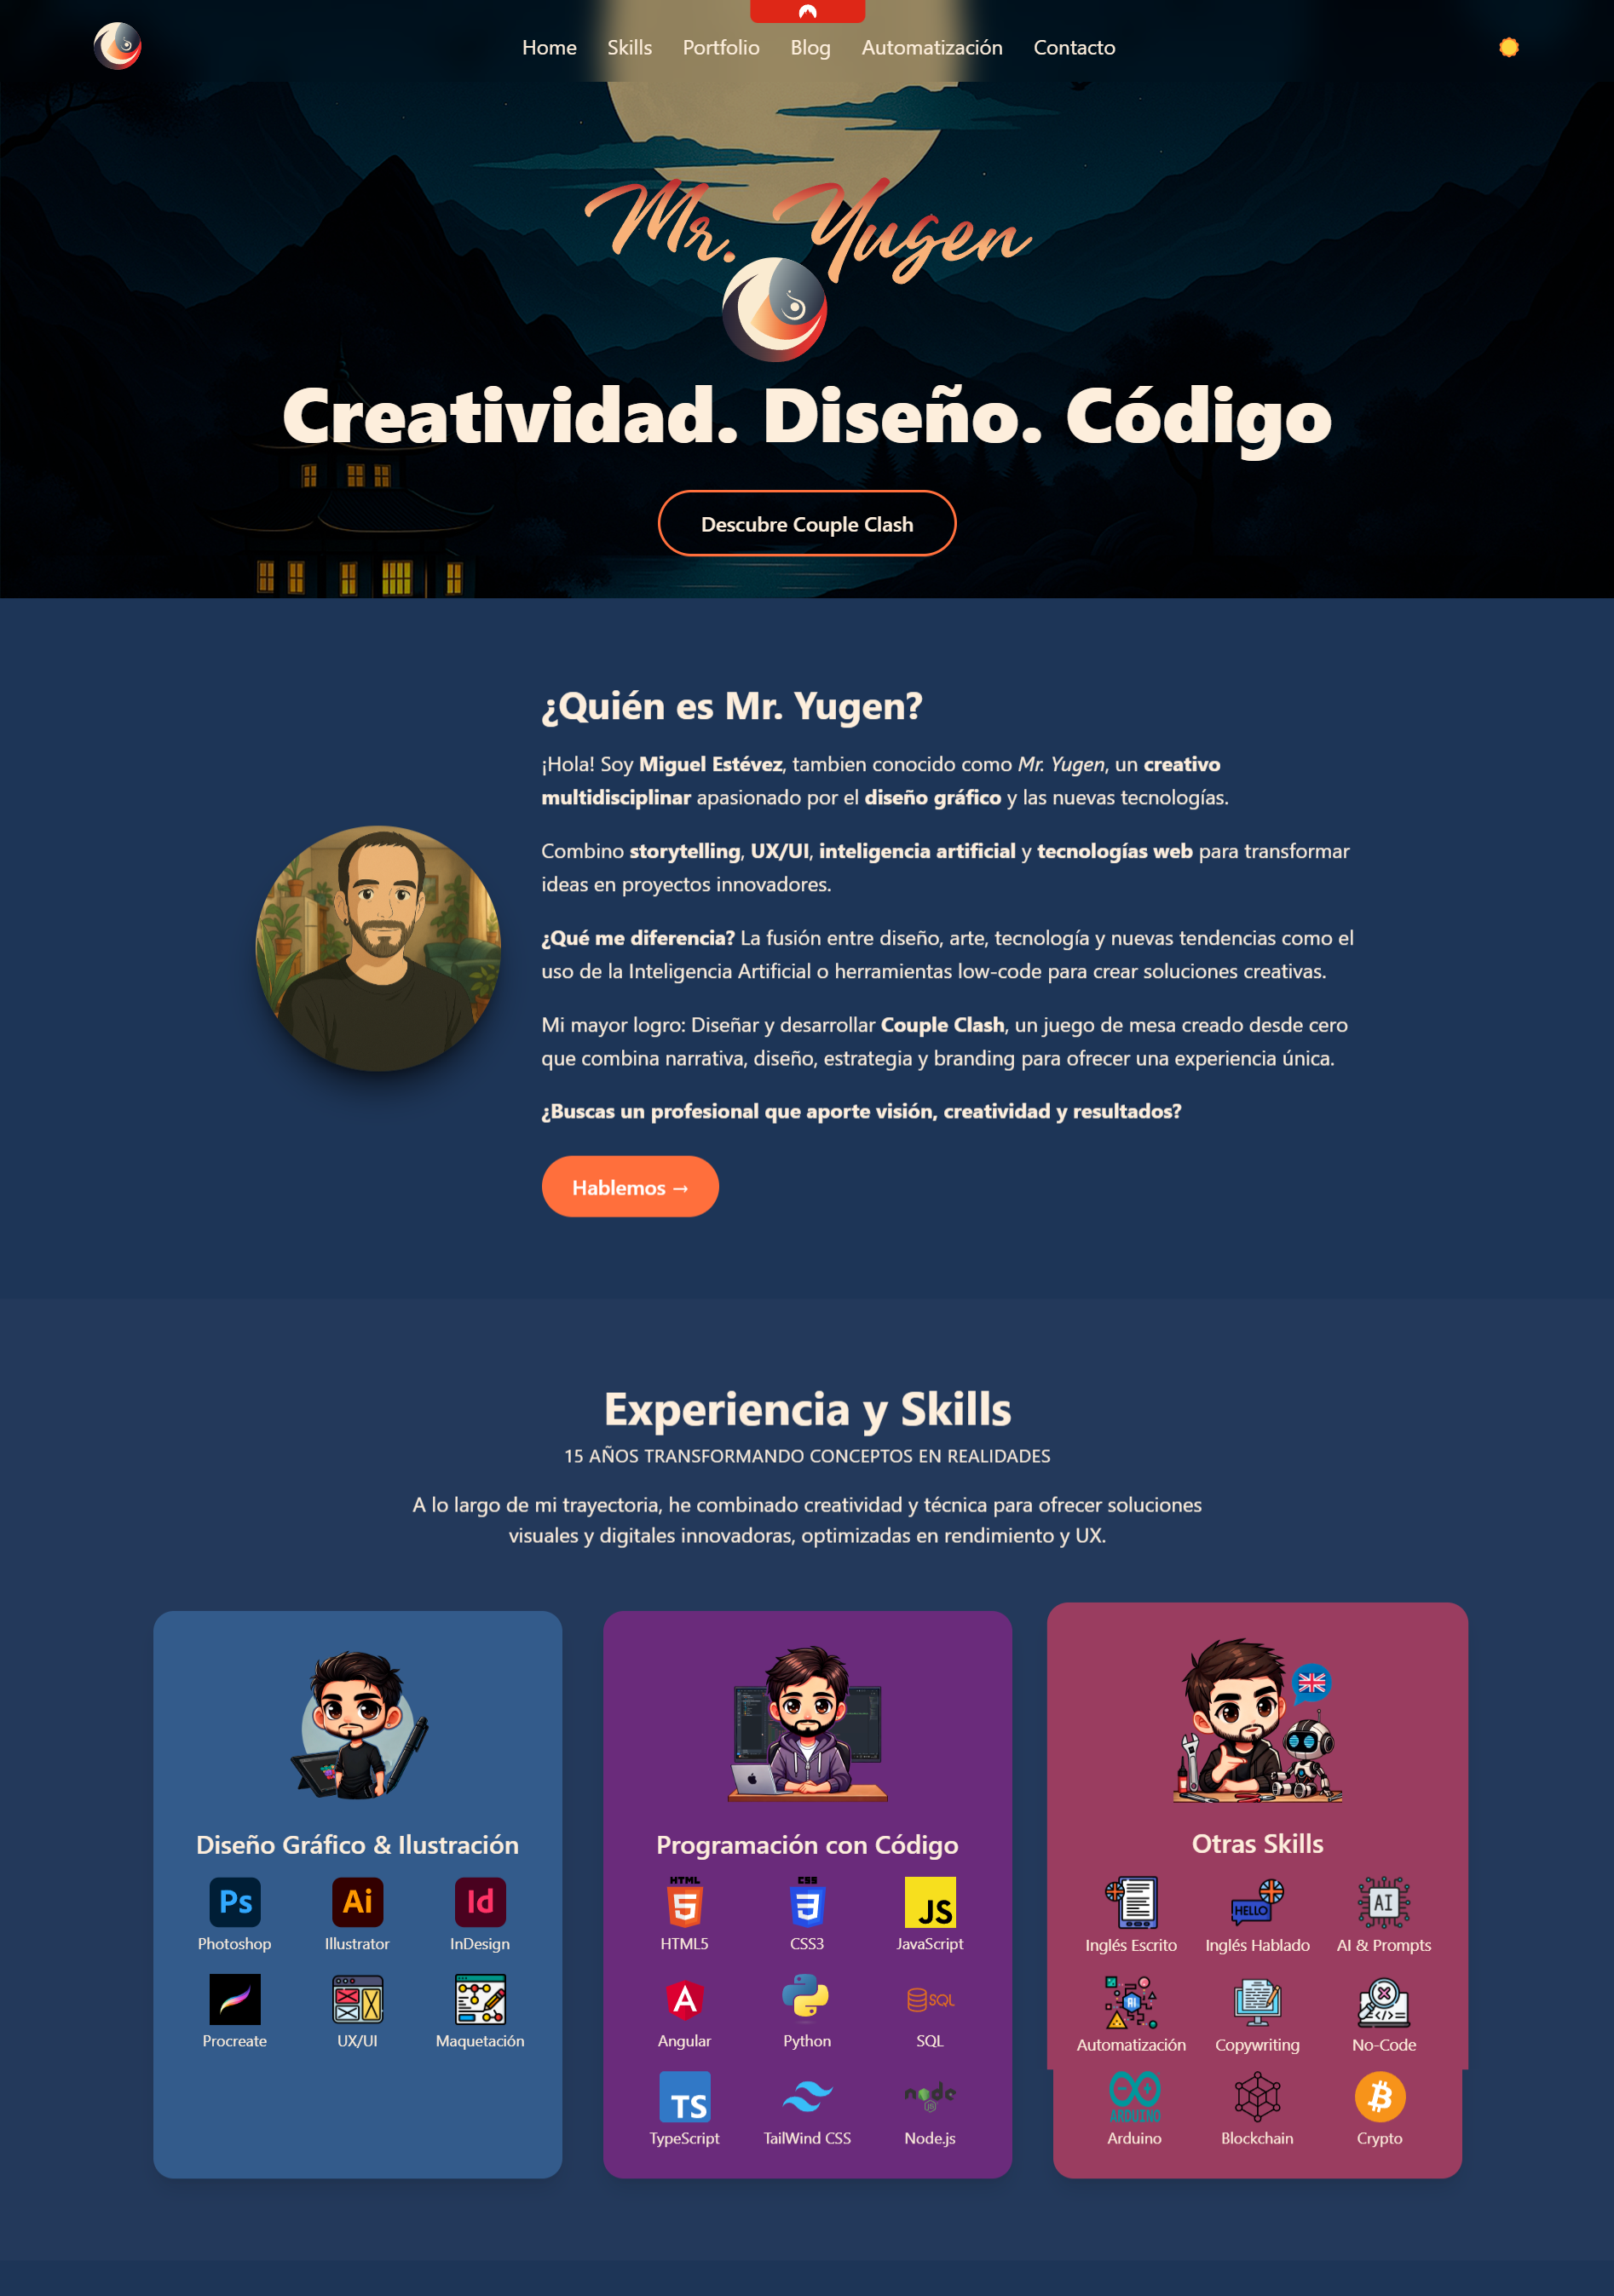 Home Skills Portfolio Blog Automatización Contacto
Mr. Yugen
Creatividad. Diseño. Código
Descubre Couple Clash
¿Quién es Mr. Yugen?
¡Hola! Soy Miguel Estévez, tambien conocido como Mr. Yugen, un creativo
multidisciplinar apasionado por el diseño gráfico y las nuevas tecnologías.
Combino storytelling, UX/UI, inteligencia artificial y tecnologías web para transformar
ideas en proyectos innovadores.
¿Qué me diferencia? La fusión entre diseño, arte, tecnología y nuevas tendencias como el
uso de la Inteligencia Artificial o herramientas low-code para crear soluciones creativas.
Mi mayor logro: Diseñar y desarrollar Couple Clash, un juego de mesa creado desde cero
que combina narrativa, diseño, estrategia y branding para ofrecer una experiencia única.
¿Buscas un profesional que aporte visión, creatividad y resultados?
Hablemos →
Experiencia y Skills
15 AÑOS TRANSFORMANDO CONCEPTOS EN REALIDADES
A lo largo de mi trayectoria, he combinado creatividad y técnica para ofrecer soluciones
visuales y digitales innovadoras, optimizadas en rendimiento y UX.
Diseño Gráfico & Ilustración
Ps Ai Id
Photoshop Illustrator InDesign
Procreate UX/UI Maquetación
Programación con Código
HTML 5 CSS 3 JS
HTML5 CSS3 JavaScript
A SQL
Angular Python SQL
TS node JS
TypeScript TailWind CSS Node.js
Otras Skills
HELLO AI
Inglés Escrito Inglés Hablado AI & Prompts
AI </>
Automatización Copywriting No-Code
ARDUINO
Arduino Blockchain Crypto